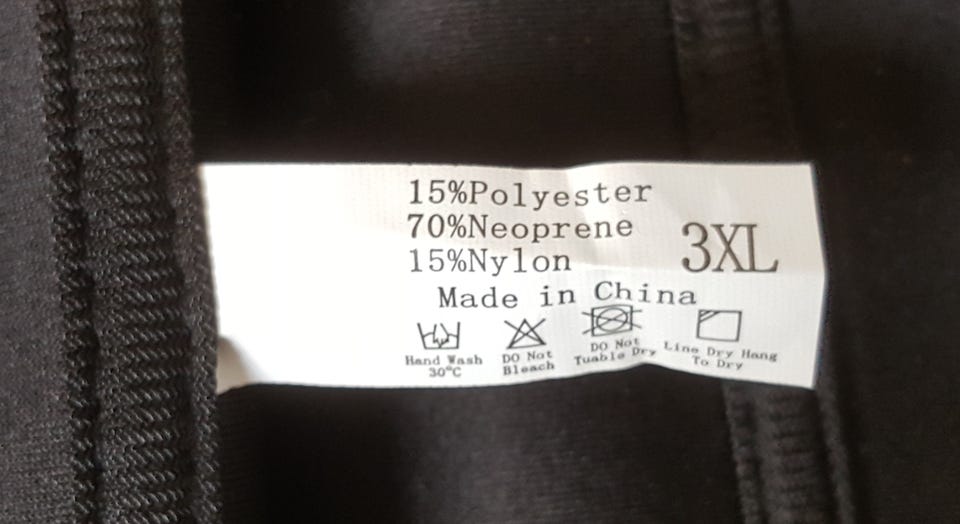 15%Polyester
70%Neoprene
15%Nylon
3XL
Made in China
Hand Wash
30°C
DO Not
Bleach
DO Not
Tuable Dry
Line Dry Hang
To Dry